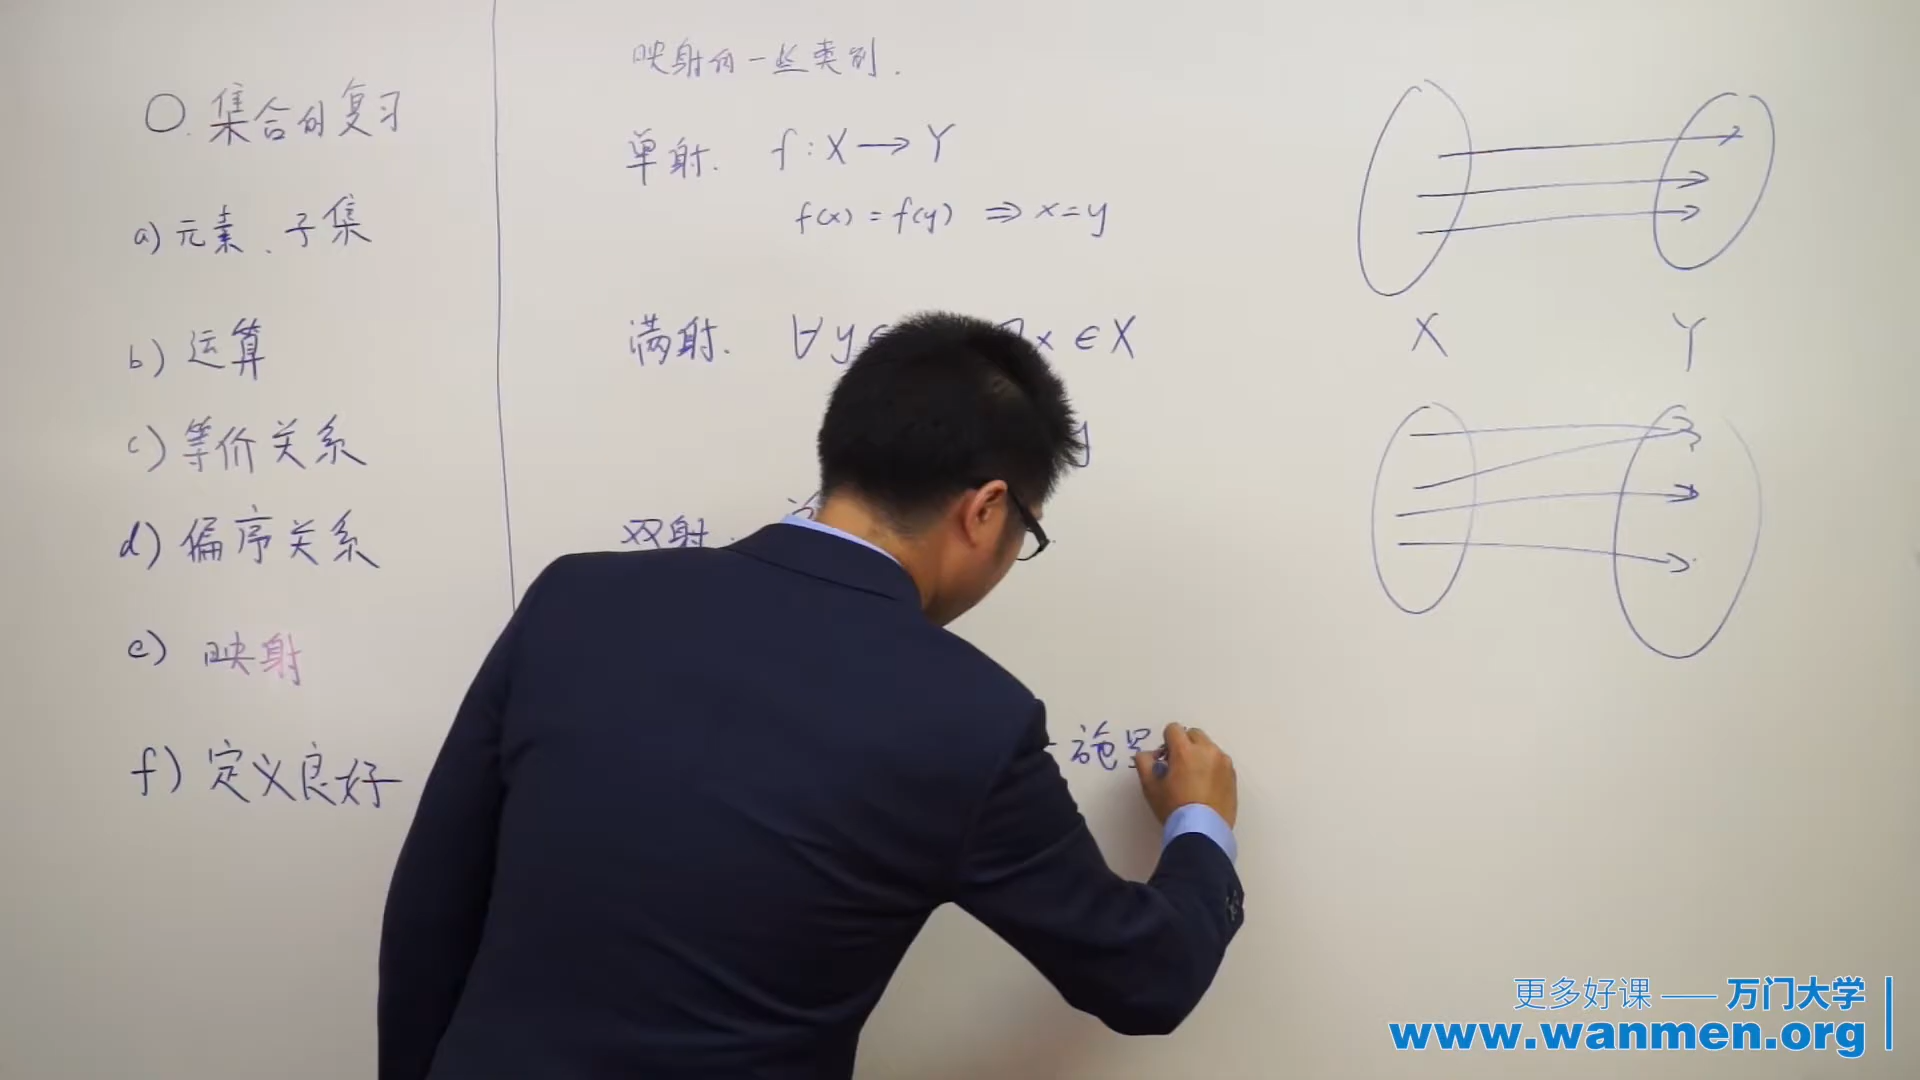 0. 集合的复习
a) 元素、子集
b) 运算
c) 等价关系
d) 偏序关系
e) 映射
f) 定义良好
映射的一些类别.
单射. f : X → Y
f(x) = f(y) ⇒ x=y
满射. ∀ y ∈ x ∈ X
y
双射.
施
X Y
更多好课 —— 万门大学
www.wanmen.org